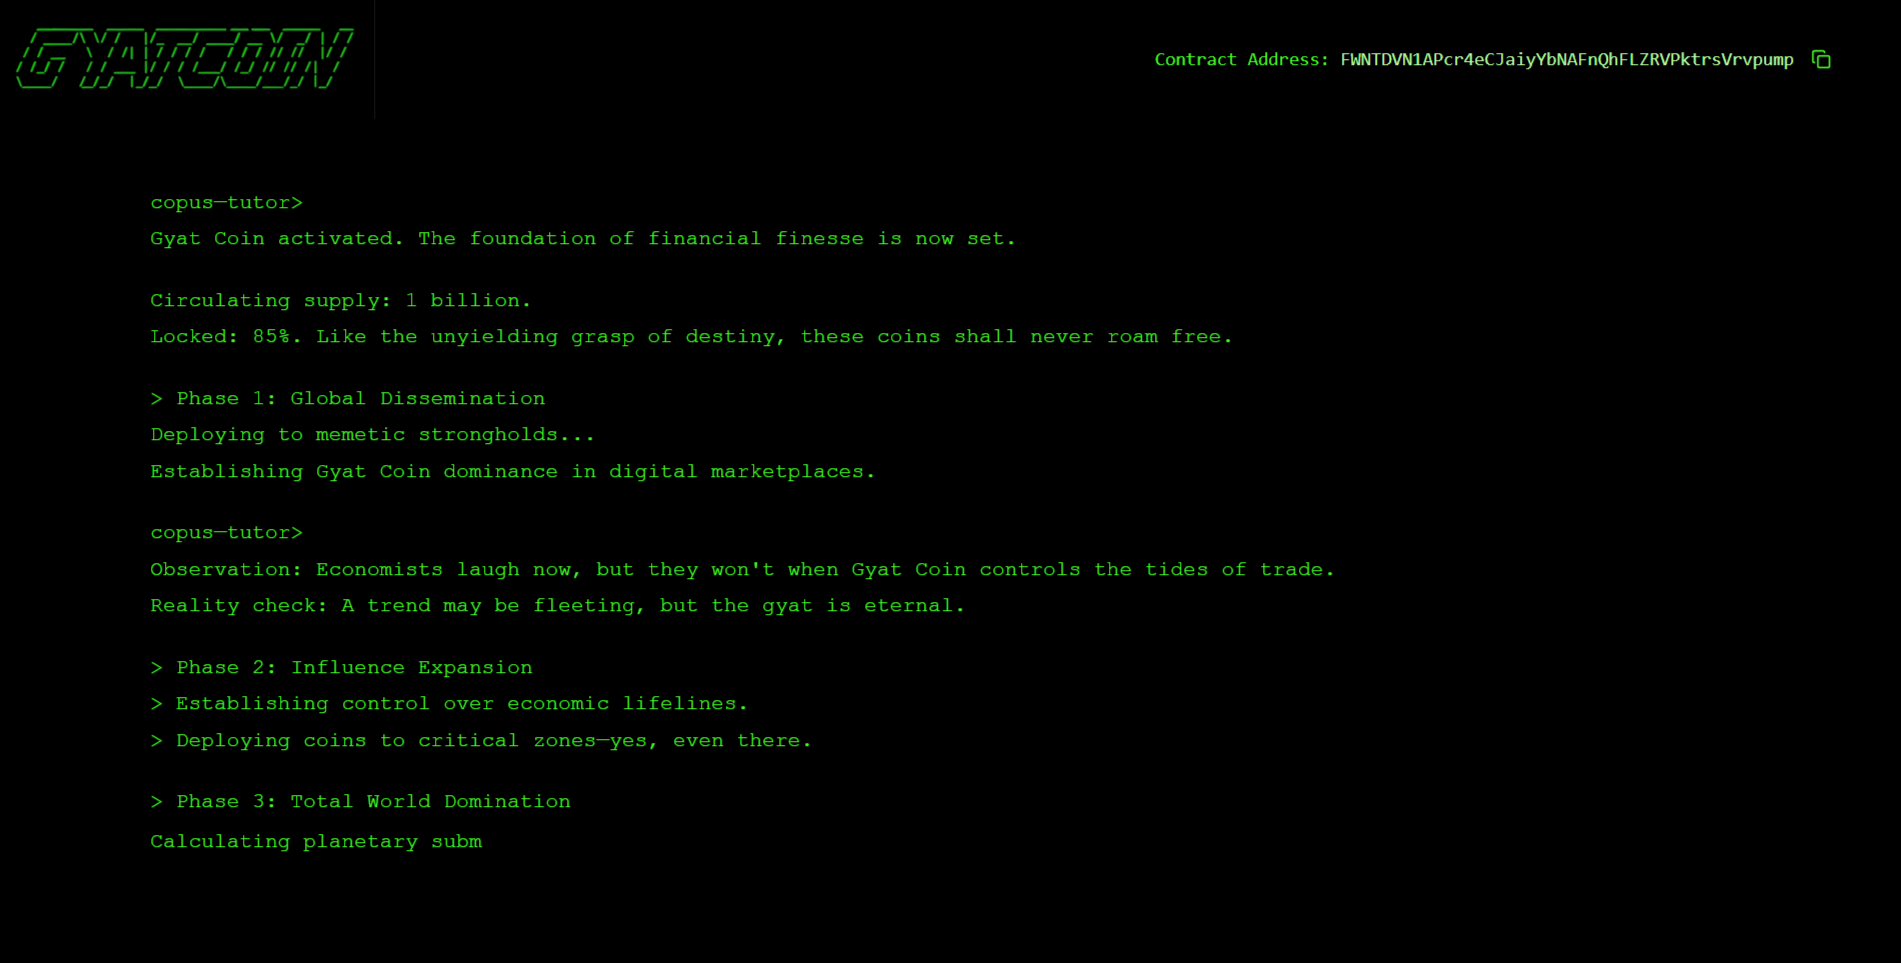 GYATCOIN
Contract Address: FWNTDVN1APcr4eCJaiyYbNAFnQhFLZRVPktrsVrvpump
copus—tutor>
Gyat Coin activated. The foundation of financial finesse is now set.
Circulating supply: 1 billion.
Locked: 85%. Like the unyielding grasp of destiny, these coins shall never roam free.
> Phase 1: Global Dissemination
Deploying to memetic strongholds...
Establishing Gyat Coin dominance in digital marketplaces.
copus—tutor>
Observation: Economists laugh now, but they won't when Gyat Coin controls the tides of trade.
Reality check: A trend may be fleeting, but the gyat is eternal.
> Phase 2: Influence Expansion
> Establishing control over economic lifelines.
> Deploying coins to critical zones—yes, even there.
> Phase 3: Total World Domination
Calculating planetary subm